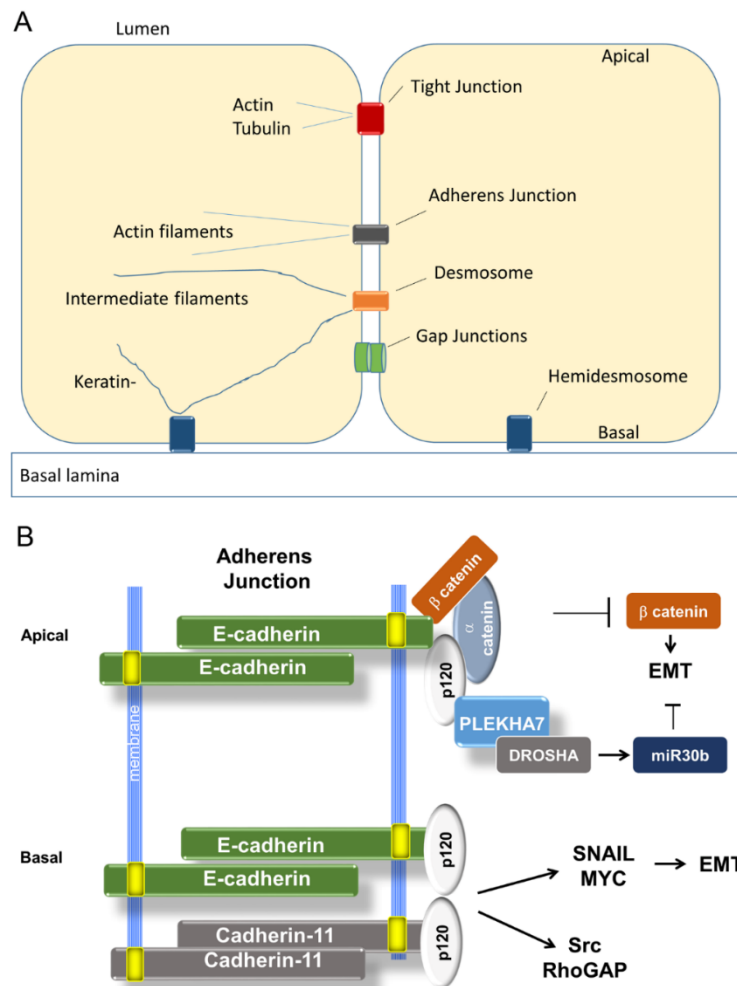 A
Lumen
Apical
Tight Junction
Actin
Tubulin
Adherens Junction
Actin filaments
Desmosome
Intermediate filaments
Gap Junctions
Keratin-
Hemidesmosome
Basal
Basal lamina
B
Adherens
Junction
β catenin
α
catenin
β catenin
Apical
E-cadherin
E-cadherin
p120
EMT
membrane
PLEKHA7
DROSHA
miR30b
Basal
E-cadherin
E-cadherin
p120
SNAIL
MYC
EMT
Cadherin-11
Cadherin-11
p120
Src
RhoGAP